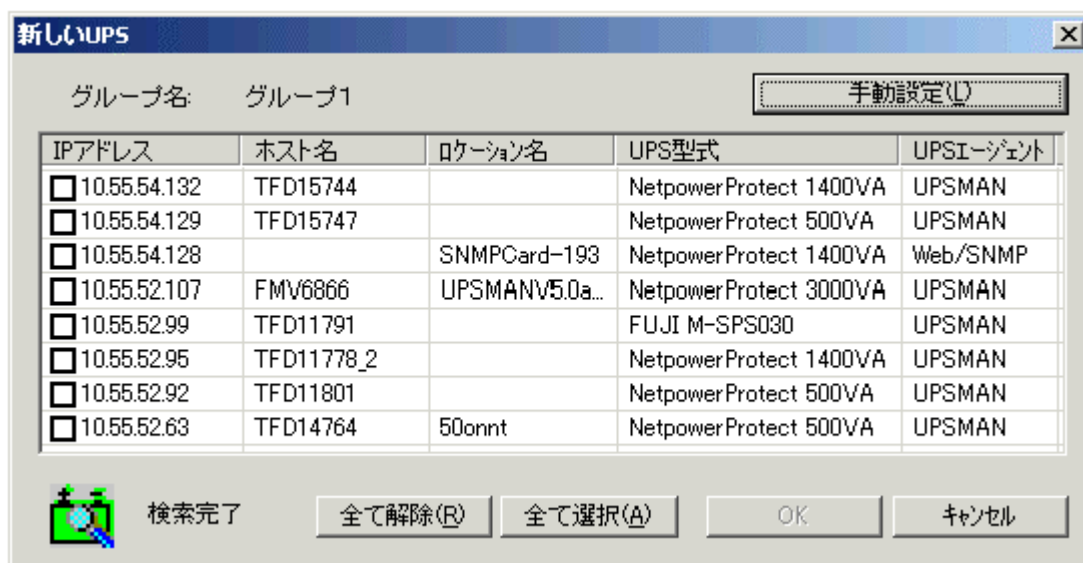 新しいUPS
グループ名: グループ1 手動設定(L)
IPアドレス ホスト名 ロケーション名 UPS型式 UPSエージェント
10.55.54.132 TFD15744 NetpowerProtect 1400VA UPSMAN
10.55.54.129 TFD15747 NetpowerProtect 500VA UPSMAN
10.55.54.128 SNMPCard-193 NetpowerProtect 1400VA Web/SNMP
10.55.52.107 FMV6866 UPSMANV5.0a... NetpowerProtect 3000VA UPSMAN
10.55.52.99 TFD11791 FUJI M-SPS030 UPSMAN
10.55.52.95 TFD11778_2 NetpowerProtect 1400VA UPSMAN
10.55.52.92 TFD11801 NetpowerProtect 500VA UPSMAN
10.55.52.63 TFD14764 50onnt NetpowerProtect 500VA UPSMAN
検索完了 全て解除(R) 全て選択(A) OK キャンセル